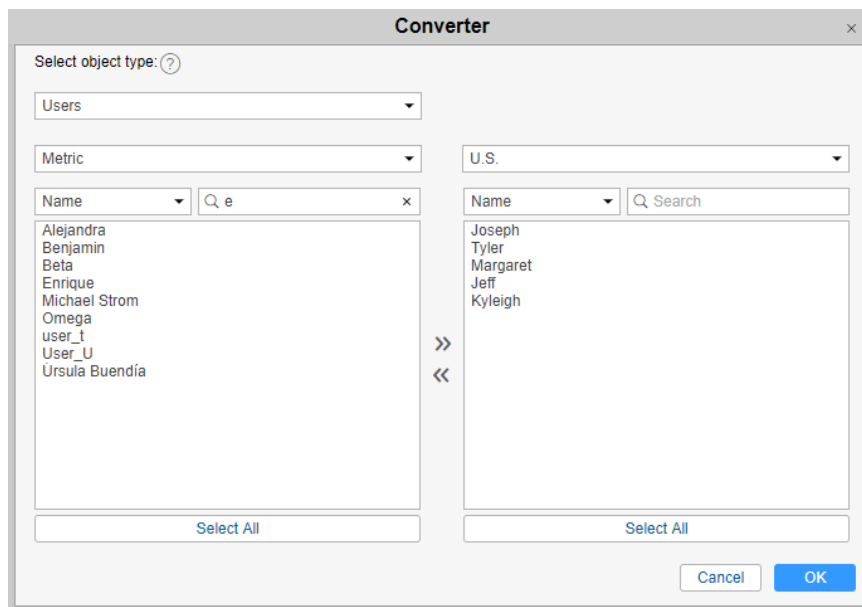 Converter
×
Select object type: ?
Users
Metric
U.S.
Name
e
×
Name
Search
Alejandra
Benjamin
Beta
Enrique
Michael Strom
Omega
user_t
User_U
Úrsula Buendía
»
«
Joseph
Tyler
Margaret
Jeff
Kyleigh
Select All
Select All
Cancel
OK